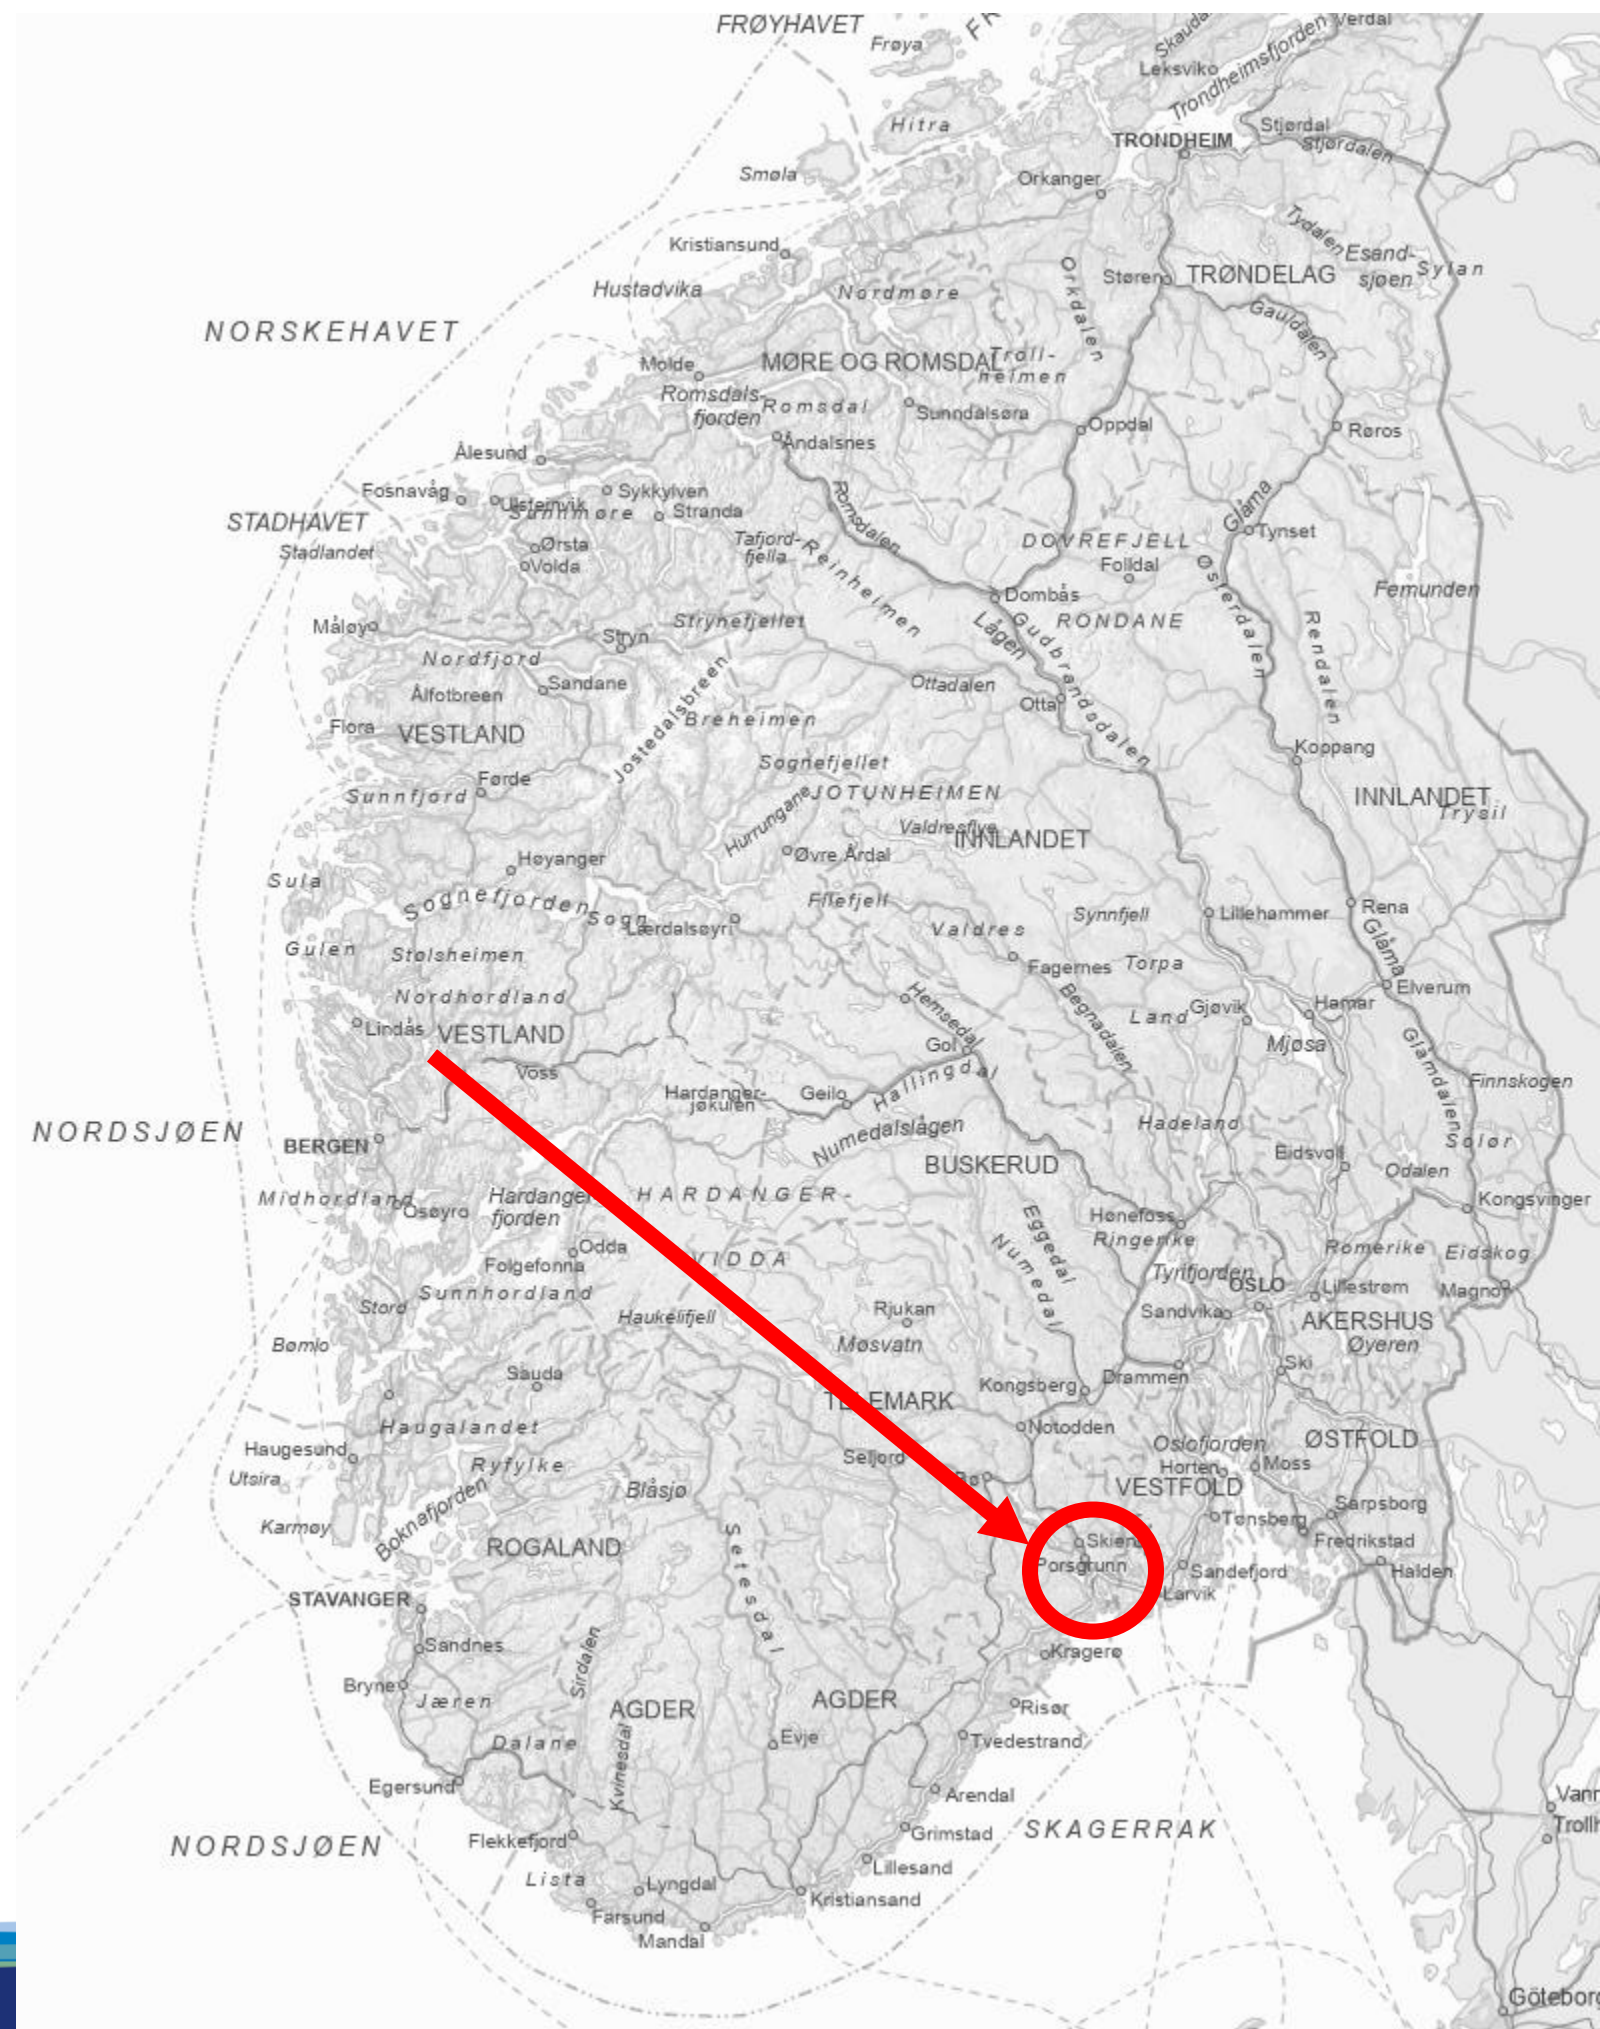 FRØYHAVET
Frøya
FR
Skauda
Verdal
Leksvik
Trondheimsfjorden
Hitra
TRONDHEIM
Stjørdal
Stjørdalen
Smøla
Orkanger
Tydalen
Kristiansund
Esand-
sjøen
Sylan
Hustadvika
Nordmøre
Orkdalen
Støren
TRØNDELAG
Gauldalen
NORSKEHAVET
Molde
MØRE OG ROMSDAL
Troll-
heimen
Romsdals-
fjorden
Romsdal
Sunndalsøra
Oppdal
Røros
Åndalsnes
Ålesund
Fosnavåg
Ulsteinvik
Sykkylven
Sunnmøre
Stranda
Romsdalen
Glåma
STADHAVET
Stadlandet
Ørsta
Volda
Tafjord-
fjella
Reinheimen
DOVREFJELL
Folldal
Tynset
Østerdalen
Femunden
Dombås
Måløy
Stryn
Strynefjellet
Lågen
Gudbrandsdalen
RONDANE
Rendalen
Nordfjord
Ålfotbreen
Sandane
Jostedalsbreen
Ottadalen
Otta
Breheimen
Flora
VESTLAND
Koppang
Sognefjellet
Førde
Sunnfjord
JOTUNHEIMEN
INNLANDET
Trysil
Hurrungane
Valdresflye
INNLANDET
Høyanger
Øvre Årdal
Sula
Sognefjorden
Sogn
Lærdalsøyri
Filefjell
Valdres
Synnfjell
Lillehammer
Rena
Glåma
Gulen
Stølsheimen
Fagernes
Torpa
Elverum
Nordhordland
Hemsedal
Begnadalen
Land
Gjøvik
Hamar
Lindås
VESTLAND
Gol
Mjøsa
Glåmdalen
Voss
Hardanger-
jøkulen
Geilo
Hallingdal
Finnskogen
NORDSJØEN
BERGEN
Numedalslågen
Hadeland
Solør
BUSKERUD
Eidsvoll
Odalen
Midhordland
Osøyro
Hardanger
fjorden
HARDANGER-
Kongsvinger
Eggedal
Hønefoss
Ringerike
Numedal
Romerike
Eidskog
Odda
Folgefonna
VIDDA
Tyrifjorden
OSLO
Lillestrøm
Magnor
Sunnhordland
Stord
Haukelifjell
Rjukan
Sandvika
AKERSHUS
Øyeren
Bømlo
Møsvatn
Ski
Sauda
Kongsberg
Drammen
TELEMARK
Notodden
Haugalandet
Oslofjorden
ØSTFOLD
Haugesund
Seljord
Horten
Moss
Utsira
Ryfylke
Bø
VESTFOLD
Blåsjø
Boknafjorden
Sarpsborg
Karmøy
Tønsberg
Fredrikstad
ROGALAND
Setesdal
Skien
Porsgrunn
Sandefjord
Halden
Larvik
STAVANGER
Sandnes
Sirdalen
Kragerø
Bryne
Jæren
AGDER
AGDER
Risør
Dalane
Kvinesdal
Evje
Tvedestrand
Egersund
Arendal
Vann
NORDSJØEN
Flekkefjord
Grimstad
SKAGERRAK
Trollh
Lista
Lyngdal
Lillesand
Farsund
Kristiansand
Mandal
Göteborg